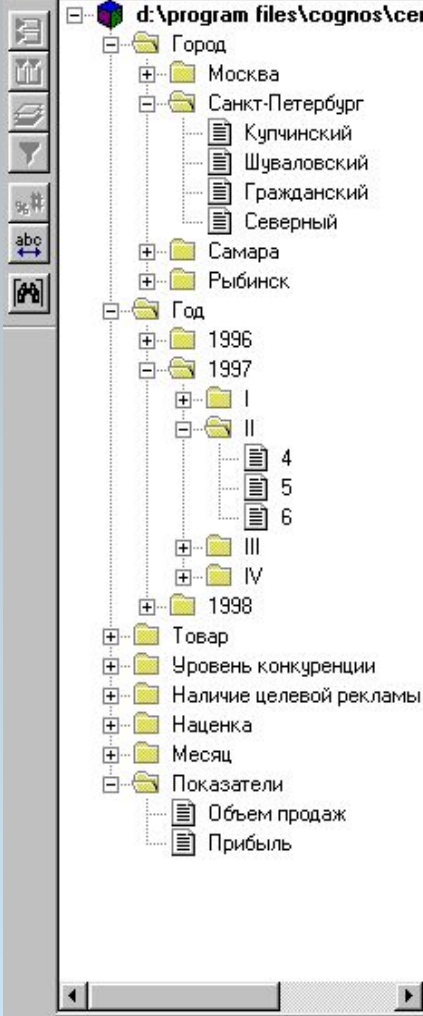 d:\program files\cognos\cer
Город
Москва
Санкт-Петербург
Купчинский
Шуваловский
Гражданский
Северный
Самара
Рыбинск
Год
1996
1997
I
II
4
5
6
III
IV
1998
Товар
Уровень конкуренции
Наличие целевой рекламы
Наценка
Месяц
Показатели
Объем продаж
Прибыль
%#
abc